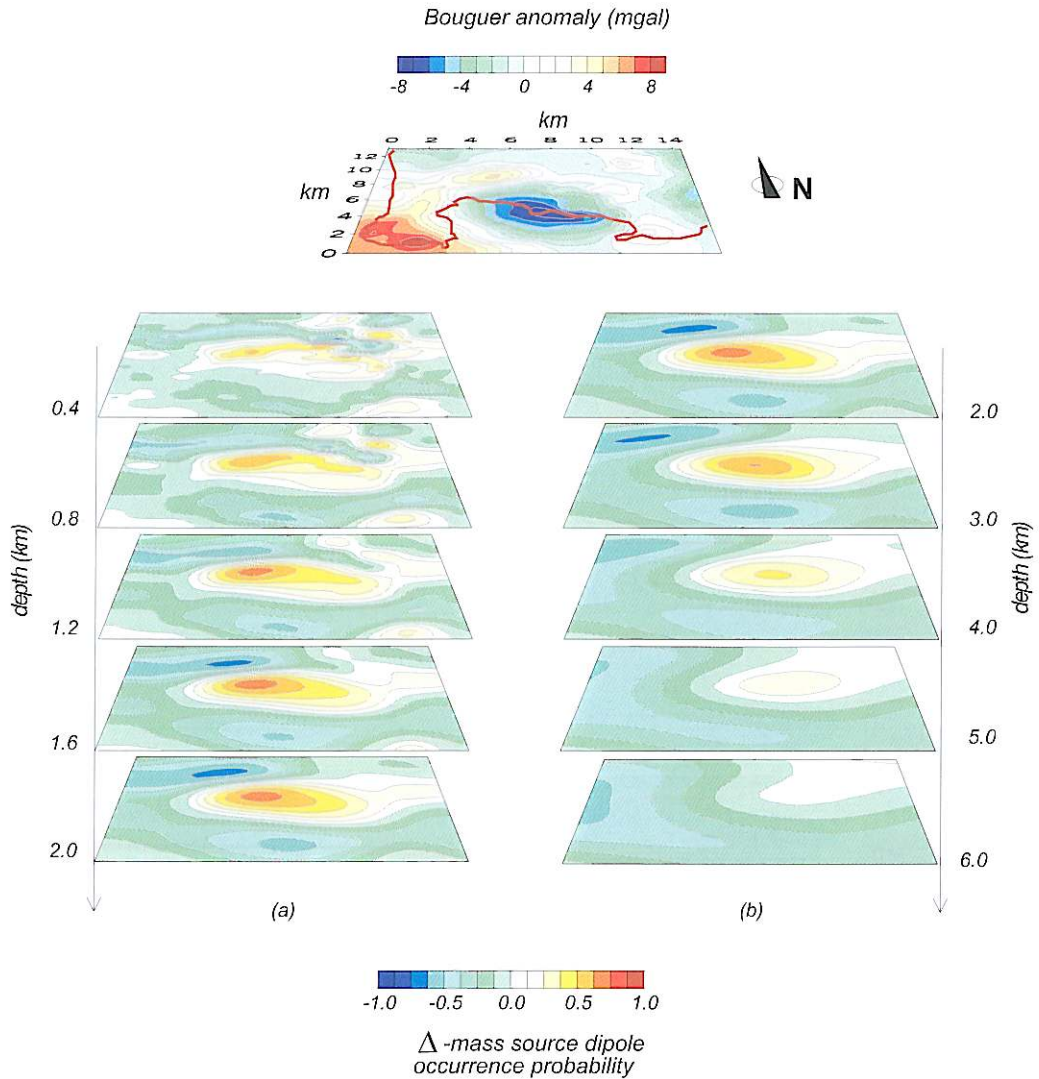 Bouguer anomaly (mgal)
-8 -4 0 4 8
km
0 2 4 6 8 10 12 14
12
10
8
km
6
4
2
0
N
0.4
2.0
0.8
3.0
depth (km)
depth (km)
1.2
4.0
1.6
5.0
2.0
6.0
(a)
(b)
-1.0 -0.5 0.0 0.5 1.0
Δ -mass source dipole
occurrence probability